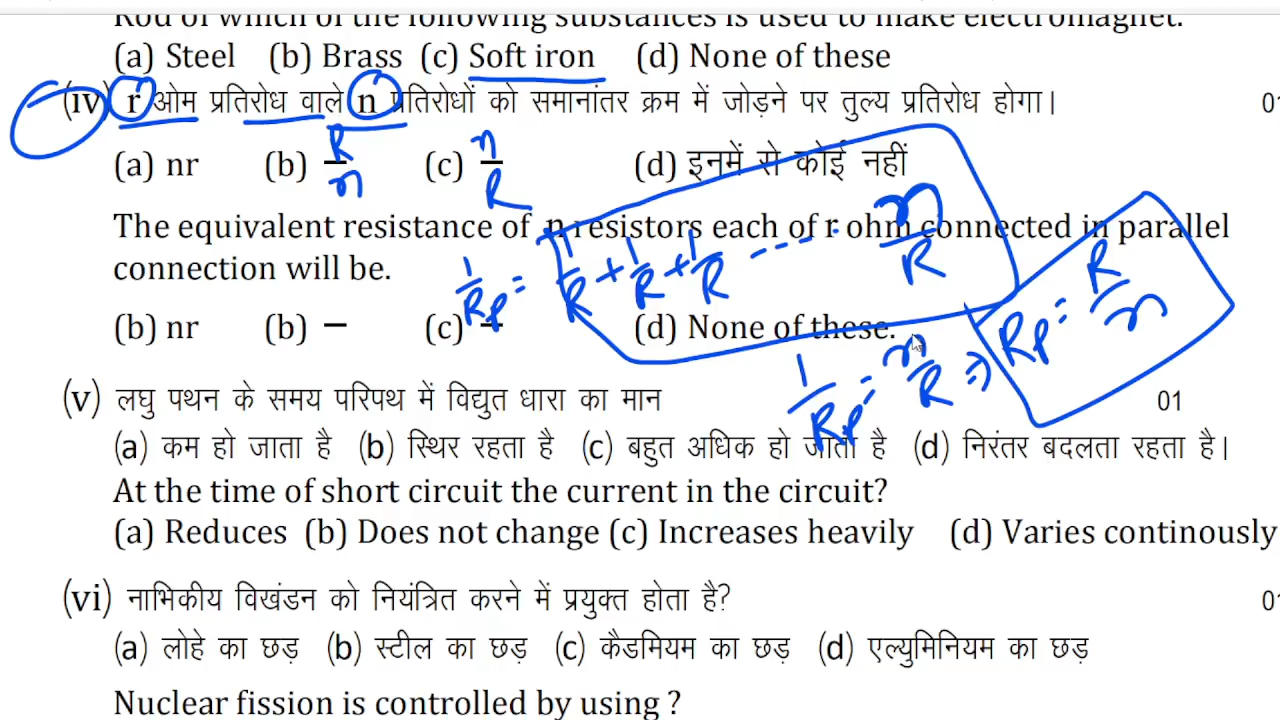 Rod of which of the following substances is used to make electromagnet.
(a) Steel (b) Brass (c) Soft iron (d) None of these
(iv) r ओम प्रतिरोध वाले n प्रतिरोधों को समानांतर क्रम में जोड़ने पर तुल्य प्रतिरोध होगा। 01
(a) nr (b) R/n (c) n/R (d) इनमें से कोई नहीं
The equivalent resistance of n resistors each of r ohm connected in parallel
connection will be.
1/Rp = 1/R + 1/R + 1/R ----- n/R
(b) nr (b) – (c) – (d) None of these.
1/Rp = n/R ⇒ Rp = R/n
(v) लघु पथन के समय परिपथ में विद्युत धारा का मान 01
(a) कम हो जाता है (b) स्थिर रहता है (c) बहुत अधिक हो जाता है (d) निरंतर बदलता रहता है।
At the time of short circuit the current in the circuit?
(a) Reduces (b) Does not change (c) Increases heavily (d) Varies continously
(vi) नाभिकीय विखंडन को नियंत्रित करने में प्रयुक्त होता है? 01
(a) लोहे का छड़ (b) स्टील का छड़ (c) कैडमियम का छड़ (d) एल्युमिनियम का छड़
Nuclear fission is controlled by using ?